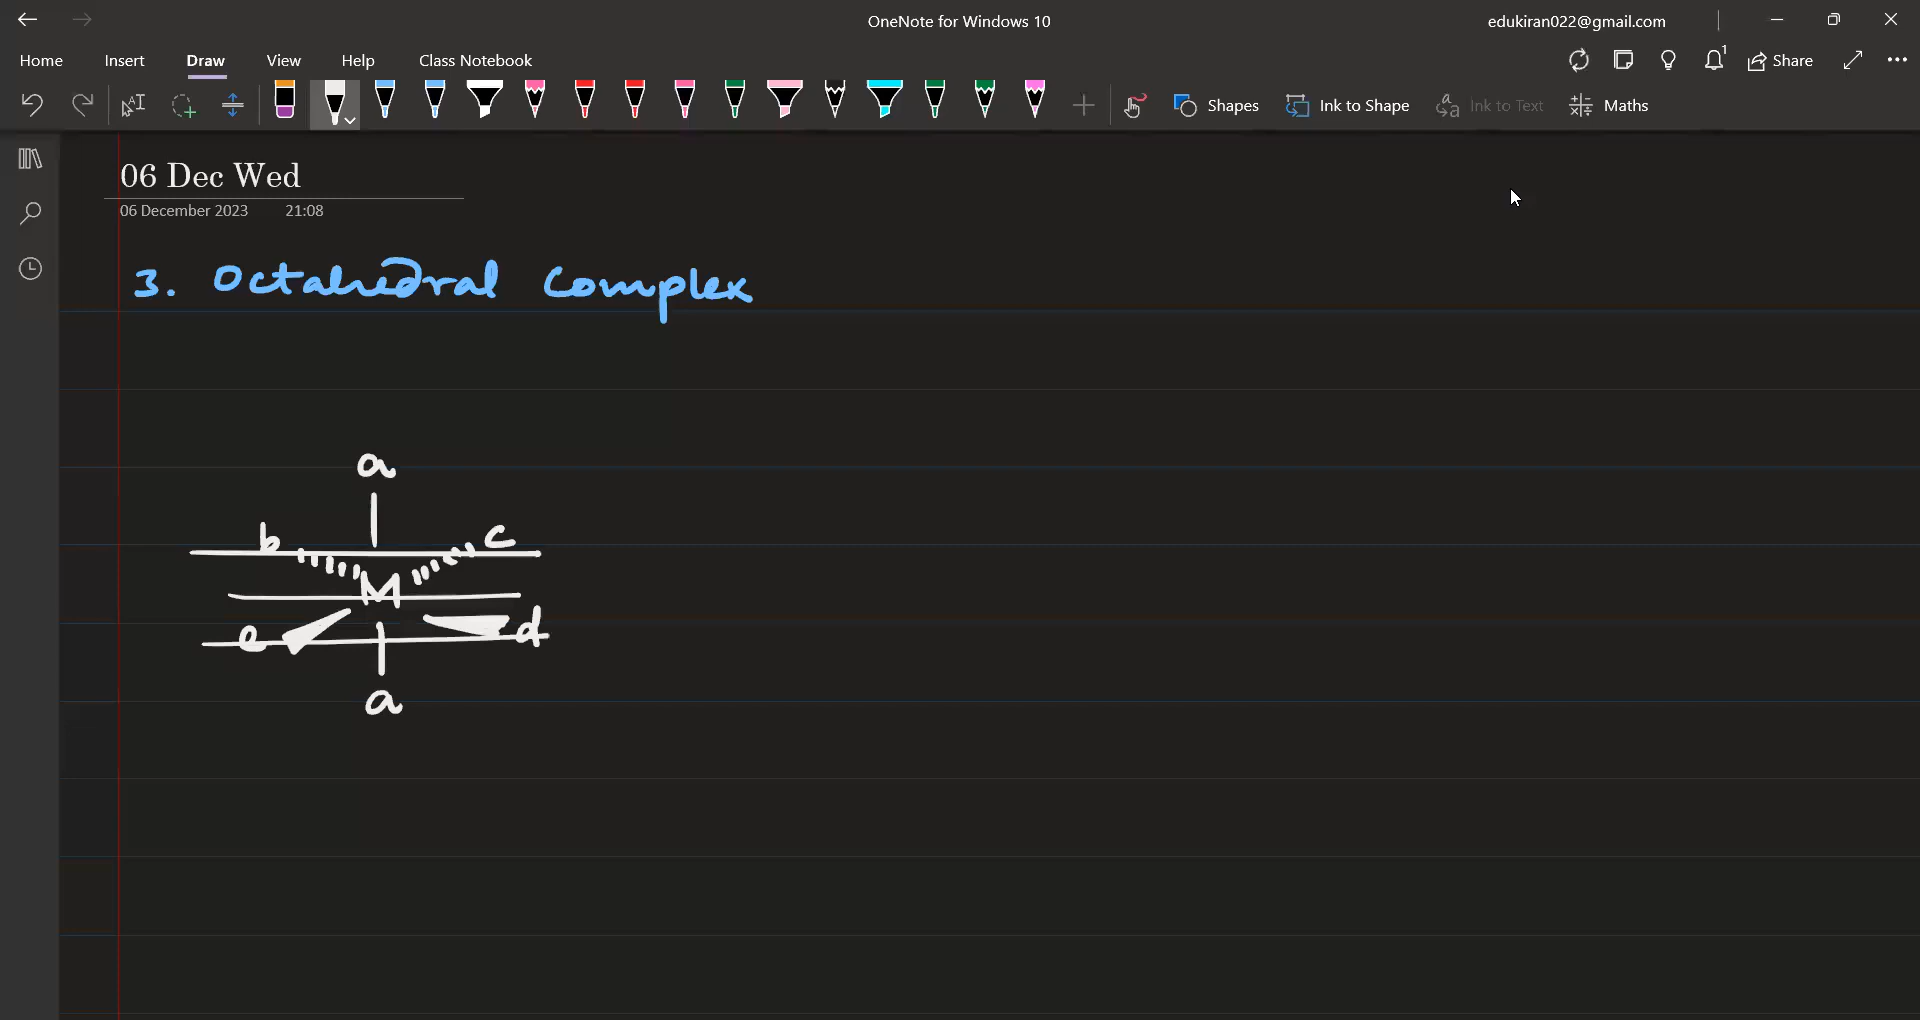 OneNote for Windows 10
edukiran022@gmail.com
Home Insert Draw View Help Class Notebook
1
Share
Shapes Ink to Shape Ink to Text Maths
06 Dec Wed
06 December 2023 21:08
3. Octahedral Complex
a
b c
M
e d
a